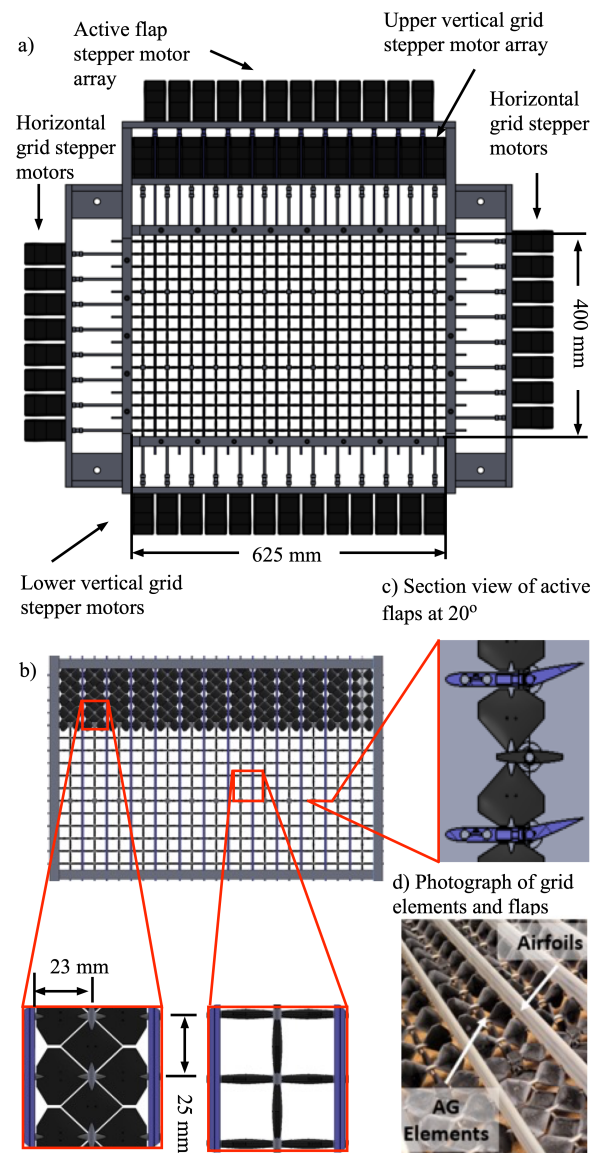 a)
Active flap
stepper motor
array
Upper vertical grid
stepper motor array
Horizontal
grid stepper
motors
Horizontal
grid stepper
motors
400 mm
625 mm
Lower vertical grid
stepper motors
c) Section view of active
flaps at 20°
b)
d) Photograph of grid
elements and flaps
23 mm
25 mm
Airfoils
AG
Elements